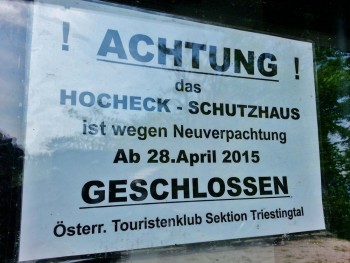 ! ACHTUNG !
das
HOCHECK - SCHUTZHAUS
ist wegen Neuverpachtung
Ab 28.April 2015
GESCHLOSSEN
Österr. Touristenklub Sektion Triestingtal